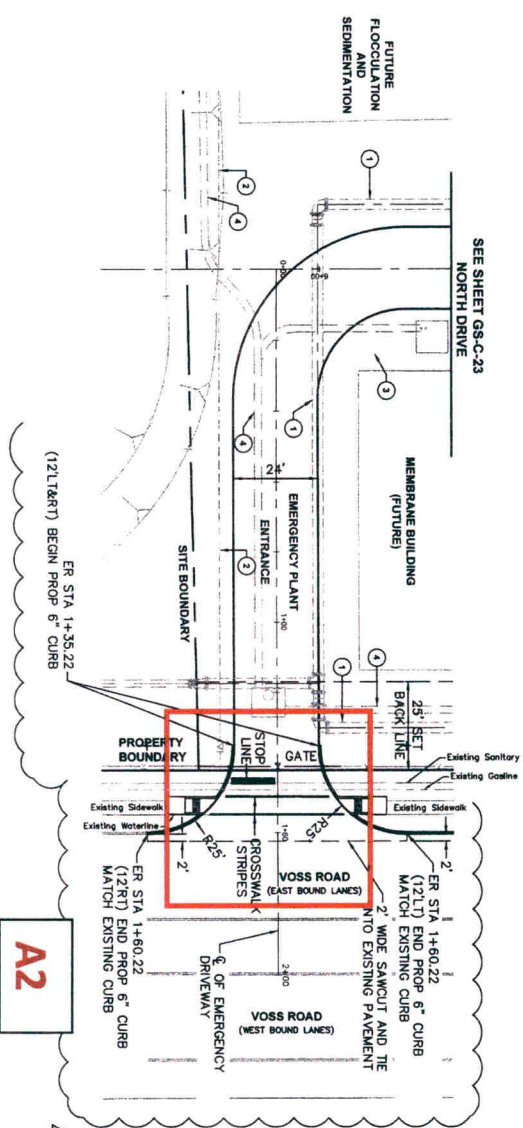 FUTURE
FLOCCULATION
AND
SEDIMENTATION
SEE SHEET GS-C-23
NORTH DRIVE
1
2
4
0+00
9+09
3
1
4
MEMBRANE BUILDING
(FUTURE)
24'
EMERGENCY PLANT
ENTRANCE
2
1+00
SITE BOUNDARY
ER STA 1+35.22
(12'LT&RT) BEGIN PROP 6" CURB
4
1
25' SET
BACK LINE
PROPERTY
BOUNDARY
STOP
LINE
GATE
Existing Sanitary
Existing Gasline
Existing Sidewalk
Existing Sidewalk
Existing Waterline
R25'
R25'
1+60
2'
2'
CROSSWALK
STRIPES
VOSS ROAD
(EAST BOUND LANES)
ER STA 1+60.22
(12'RT) END PROP 6" CURB
MATCH EXISTING CURB
ER STA 1+60.22
(12'LT) END PROP 6" CURB
MATCH EXISTING CURB
2' WIDE SAWCUT AND TIE
INTO EXISTING PAVEMENT
2+00
℄ OF EMERGENCY
DRIVEWAY
VOSS ROAD
(WEST BOUND LANES)
A2